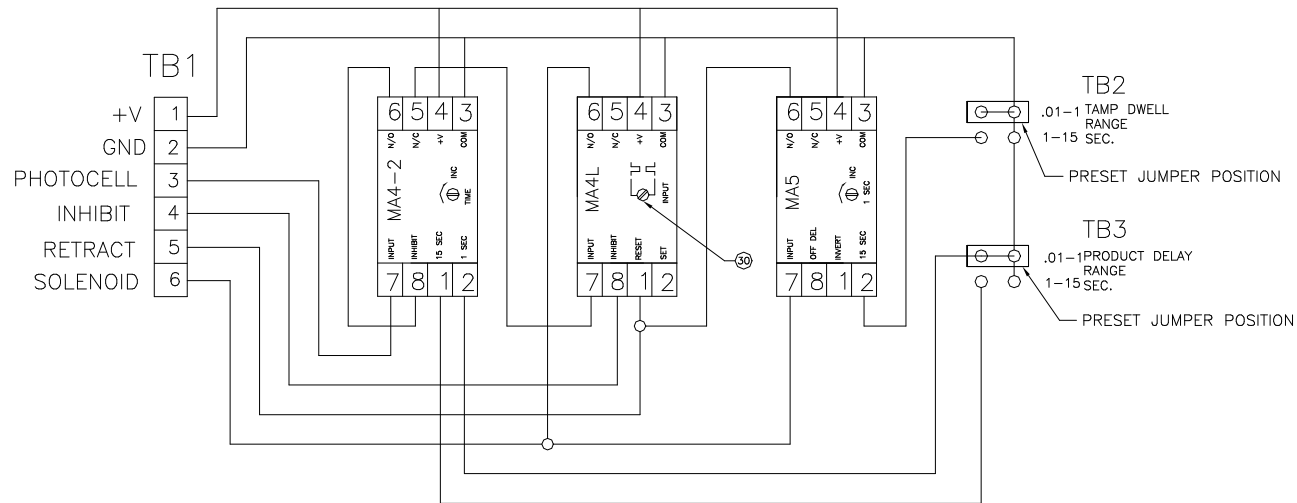 TB1
+V 1
GND 2
PHOTOCELL 3
INHIBIT 4
RETRACT 5
SOLENOID 6
6 5 4 3
N/O N/C +V COM
MA4-2
INC
TIME
INPUT INHIBIT 15 SEC 1 SEC
7 8 1 2
6 5 4 3
N/O N/C +V COM
MA4L
INPUT
INPUT INHIBIT RESET SET
7 8 1 2
30
6 5 4 3
N/O N/C +V COM
MA5
INC
1 SEC
INPUT OFF DEL INVERT 15 SEC
7 8 1 2
TB2
.01-1 TAMP DWELL
RANGE
1-15 SEC.
PRESET JUMPER POSITION
TB3
.01-1 PRODUCT DELAY
RANGE
1-15 SEC.
PRESET JUMPER POSITION